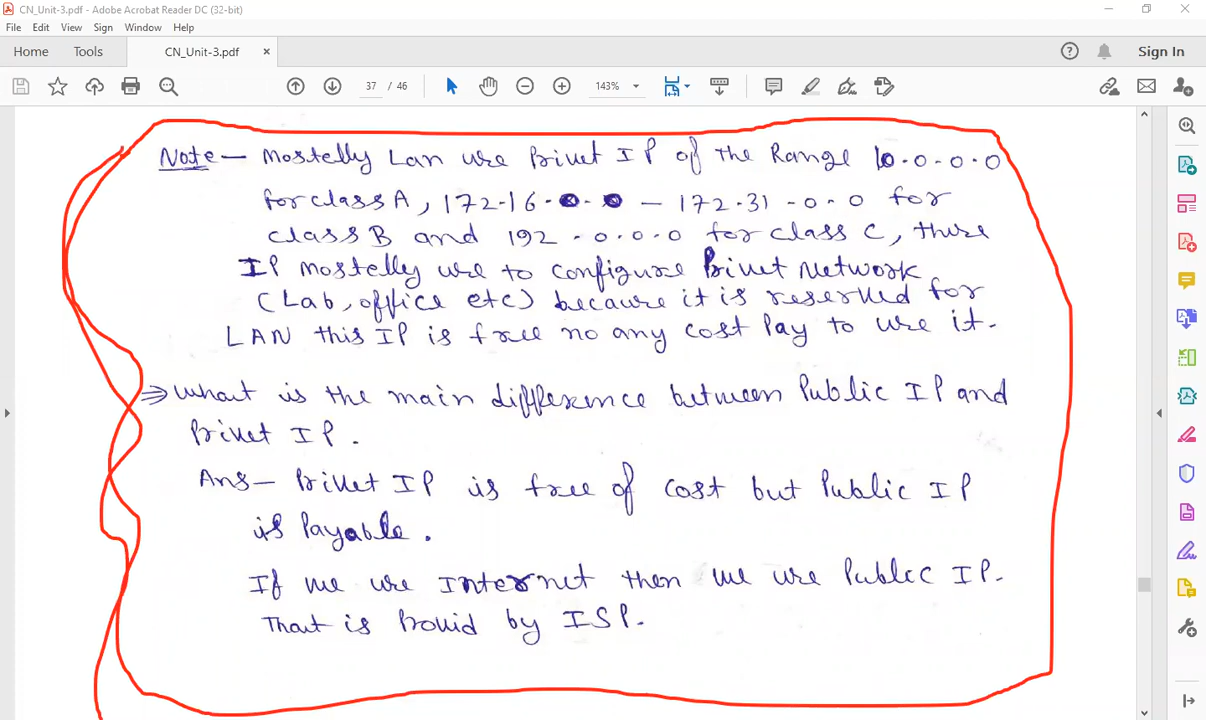 CN_Unit-3.pdf - Adobe Acrobat Reader DC (32-bit)
File Edit View Sign Window Help
Home Tools CN_Unit-3.pdf × Sign In
37 / 46 143%
Note – Mostelly Lan use Privet IP of the Range 10.0.0.0
for class A, 172.16.0.0 – 172.31.0.0 for
class B and 192.0.0.0 for class C, these
IP mostelly use to configure Privet Network
(Lab, office etc) because it is reserved for
LAN this IP is free no any cost Pay to use it.
⇒ What is the main difference between Public IP and
Privet IP.
Ans – Privet IP is free of cost but Public IP
is Payable.
If we use Internet then we use Public IP.
That is Provid by ISP.